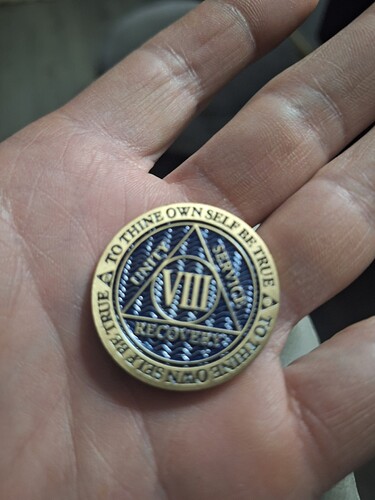 TO THINE OWN SELF BE TRUE
TO THINE OWN SELF BE TRUE
UNITY
SERVICE
VIII
RECOVERY